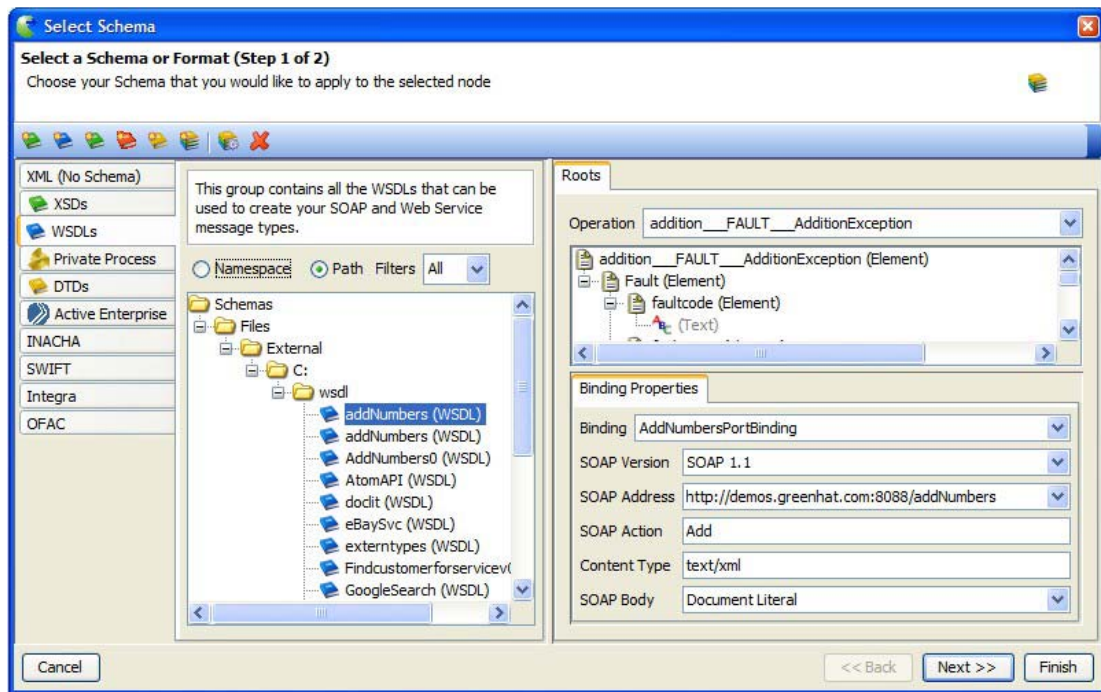 Select Schema
Select a Schema or Format (Step 1 of 2)
Choose your Schema that you would like to apply to the selected node
XML (No Schema)
XSDs
WSDLs
Private Process
DTDs
Active Enterprise
INACHA
SWIFT
Integra
OFAC
This group contains all the WSDLs that can be
used to create your SOAP and Web Service
message types.
Namespace Path Filters All
Schemas
Files
External
C:
wsdl
addNumbers (WSDL)
addNumbers (WSDL)
AddNumbers0 (WSDL)
AtomAPI (WSDL)
doclit (WSDL)
eBaySvc (WSDL)
externtypes (WSDL)
Findcustomerforservicev(
GoogleSearch (WSDL)
Roots
Operation addition___FAULT___AdditionException
addition___FAULT___AdditionException (Element)
Fault (Element)
faultcode (Element)
(Text)
Binding Properties
Binding AddNumbersPortBinding
SOAP Version SOAP 1.1
SOAP Address http://demos.greenhat.com:8088/addNumbers
SOAP Action Add
Content Type text/xml
SOAP Body Document Literal
Cancel
<< Back Next >> Finish